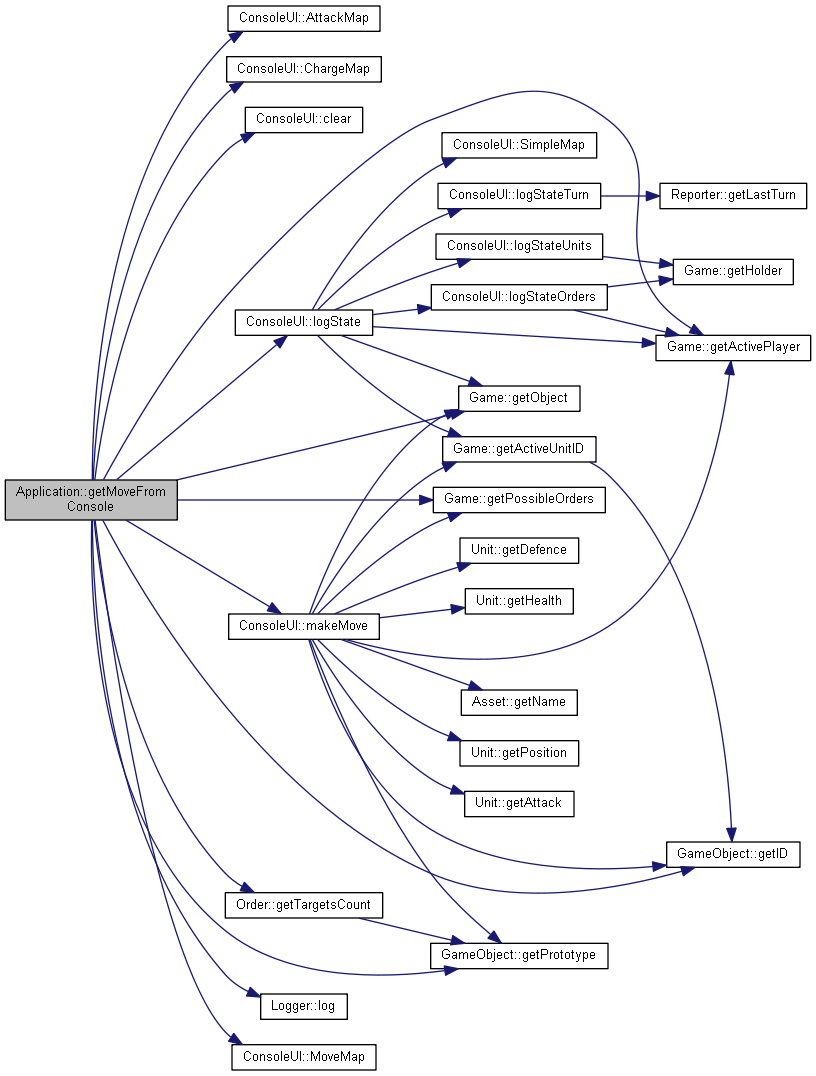 ConsoleUI::AttackMap
ConsoleUI::ChargeMap
ConsoleUI::clear
ConsoleUI::SimpleMap
ConsoleUI::logStateTurn
Reporter::getLastTurn
ConsoleUI::logStateUnits
Game::getHolder
ConsoleUI::logStateOrders
ConsoleUI::logState
Game::getActivePlayer
Game::getObject
Game::getActiveUnitID
Application::getMoveFrom
Console
Game::getPossibleOrders
Unit::getDefence
Unit::getHealth
ConsoleUI::makeMove
Asset::getName
Unit::getPosition
Unit::getAttack
GameObject::getID
Order::getTargetsCount
GameObject::getPrototype
Logger::log
ConsoleUI::MoveMap